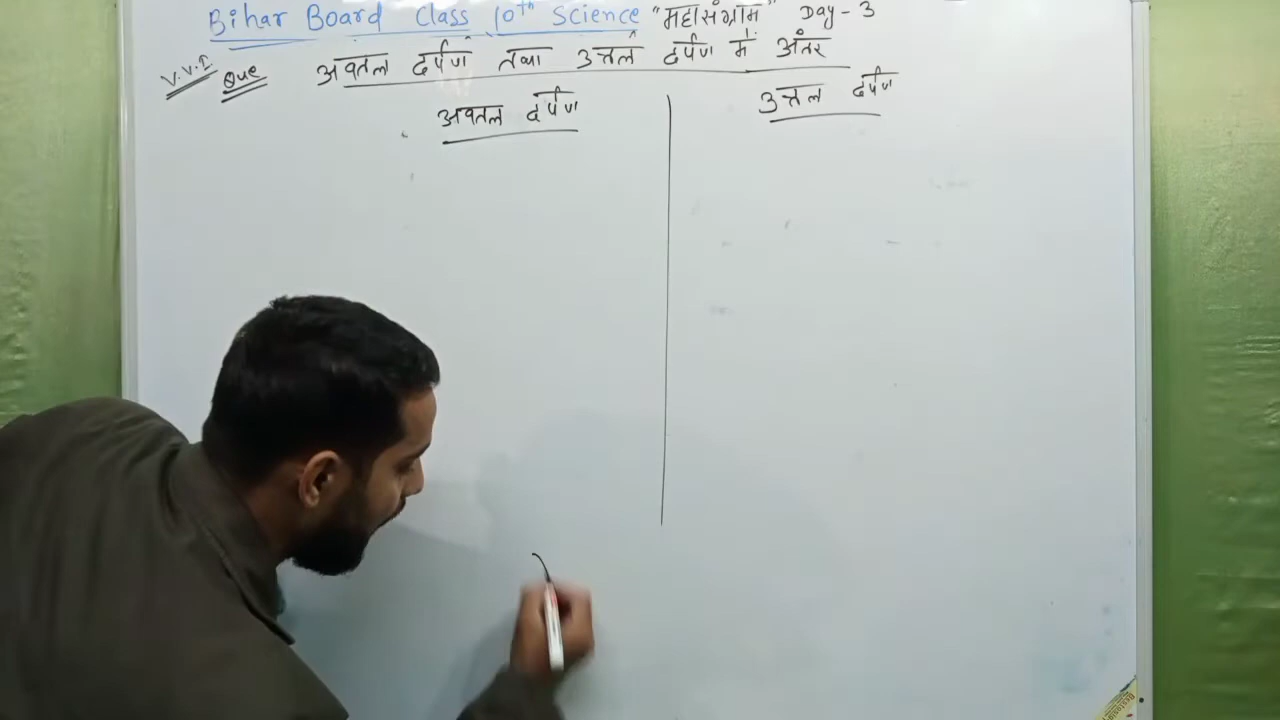 Bihar Board Class 10th Science "महासंग्राम" Day - 3
V.V.I Que अवतल दर्पण तथा उत्तल दर्पण में अंतर
अवतल दर्पण
उत्तल दर्पण